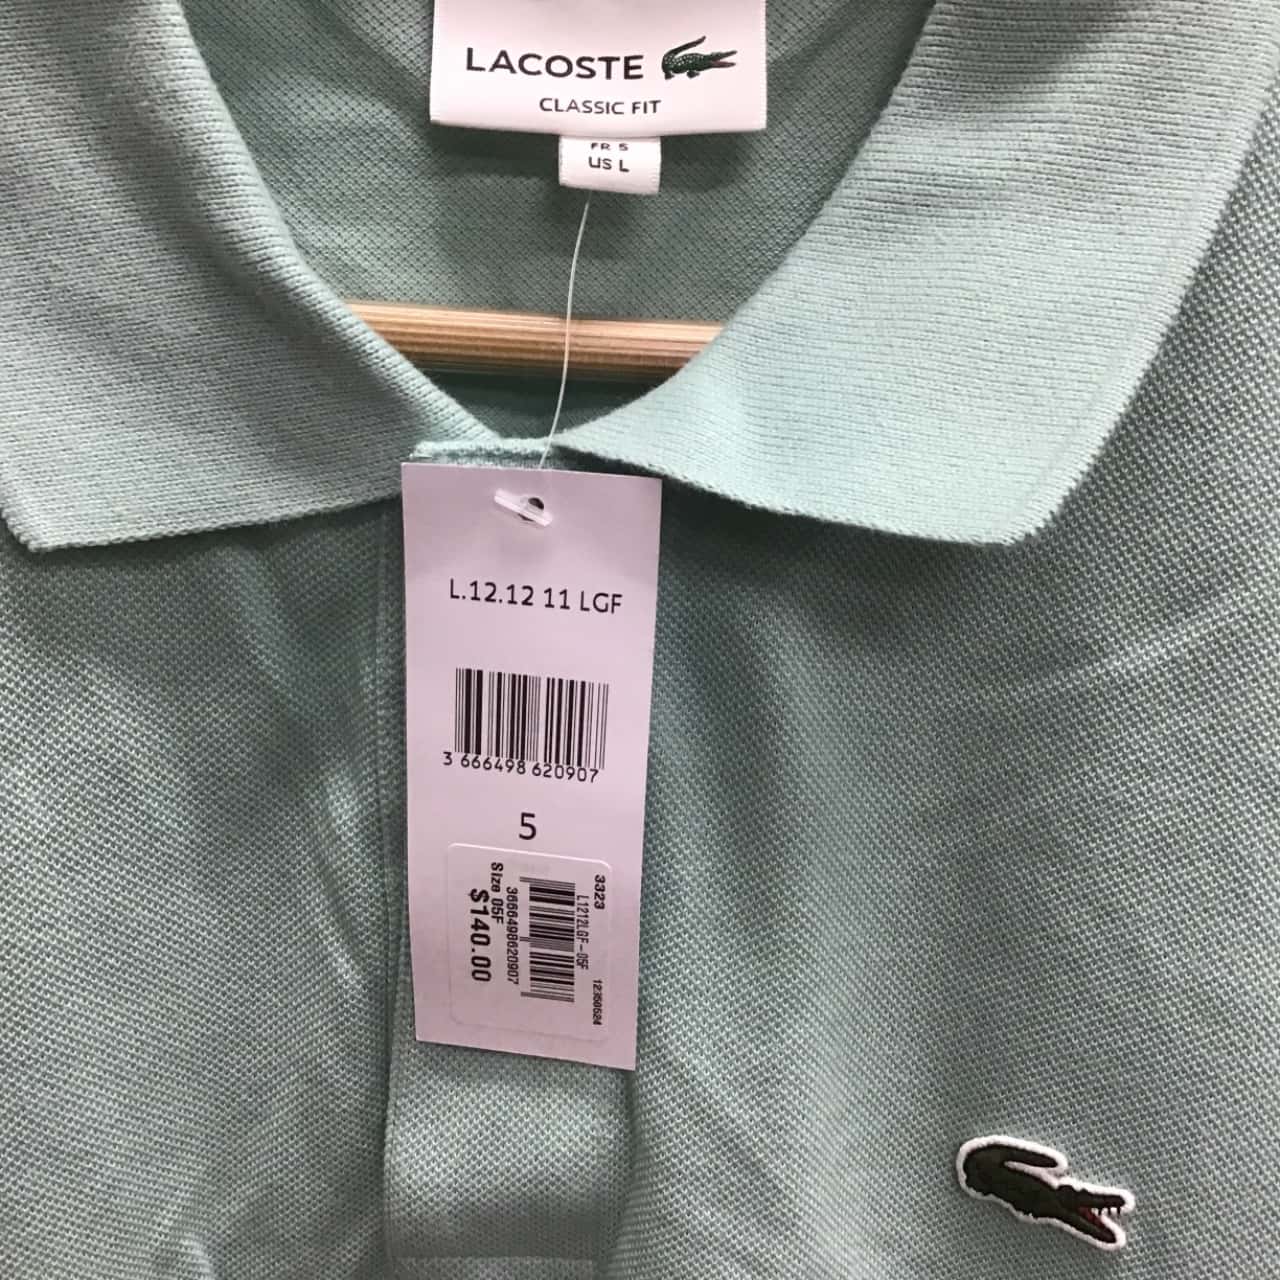 LACOSTE
CLASSIC FIT
FR 5
US L
L.12.12 11 LGF
3 666498 620907
5
3323
L1212LGF-05F
12350524
3666498620907
Size 05F
$140.00